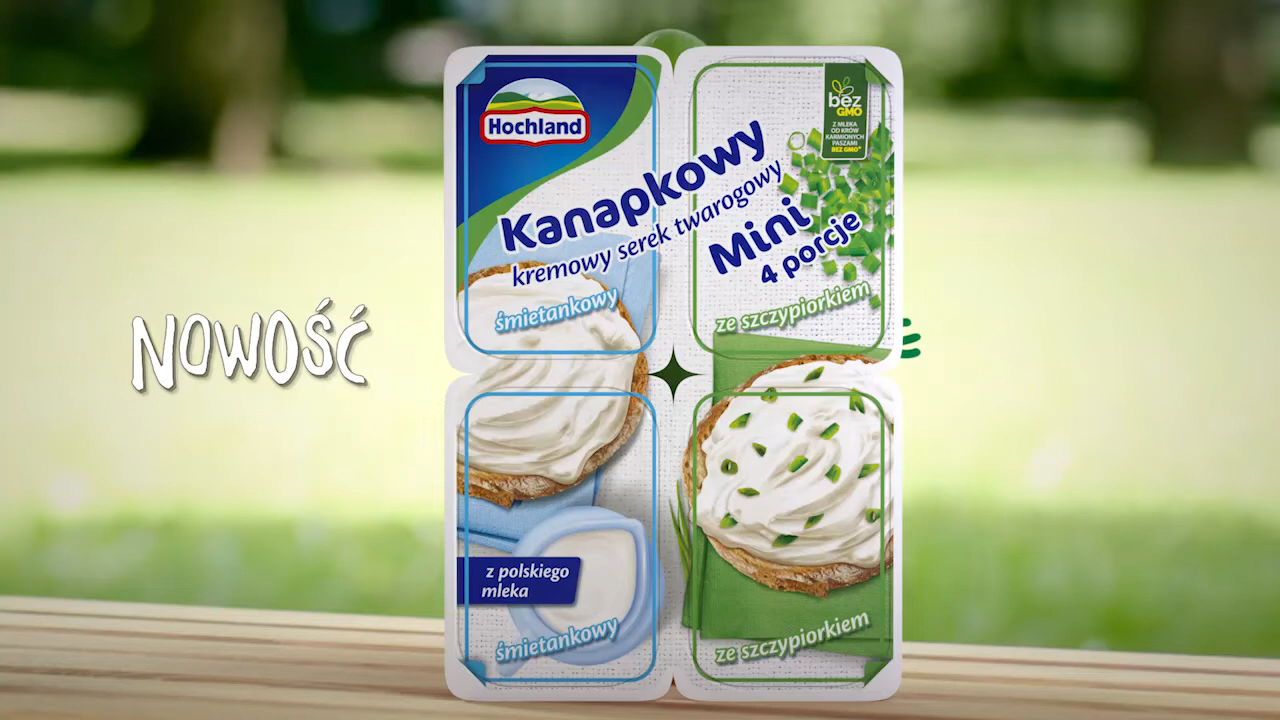 NOWOŚĆ
Hochland
Kanapkowy
kremowy serek twarogowy
Mini
4 porcje
bez
GMO
Z MLEKA
OD KRÓW
KARMIONYCH
PASZAMI
BEZ GMO*
śmietankowy
ze szczypiorkiem
z polskiego
mleka
śmietankowy
ze szczypiorkiem